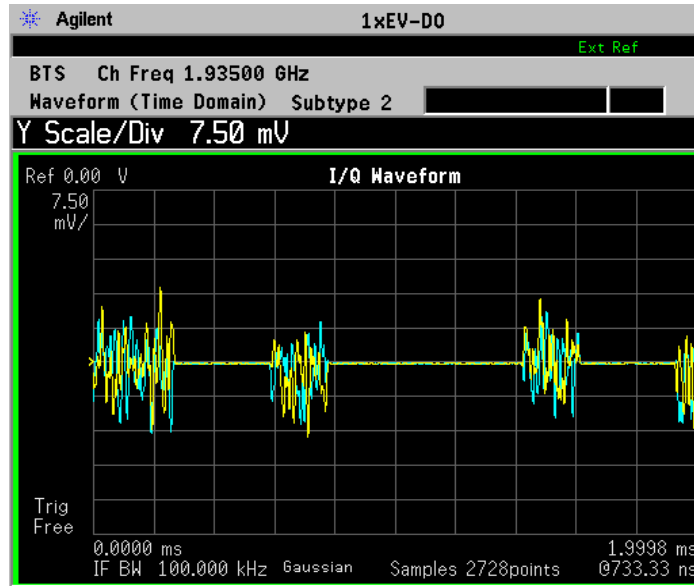 Agilent 1xEV-DO
Ext Ref
BTS Ch Freq 1.93500 GHz
Waveform (Time Domain) Subtype 2
Y Scale/Div 7.50 mV
Ref 0.00 V I/Q Waveform
7.50
mV/
Trig
Free
0.0000 ms 1.9998 ms
IF BW 100.000 kHz Gaussian Samples 2728points @733.33 ns